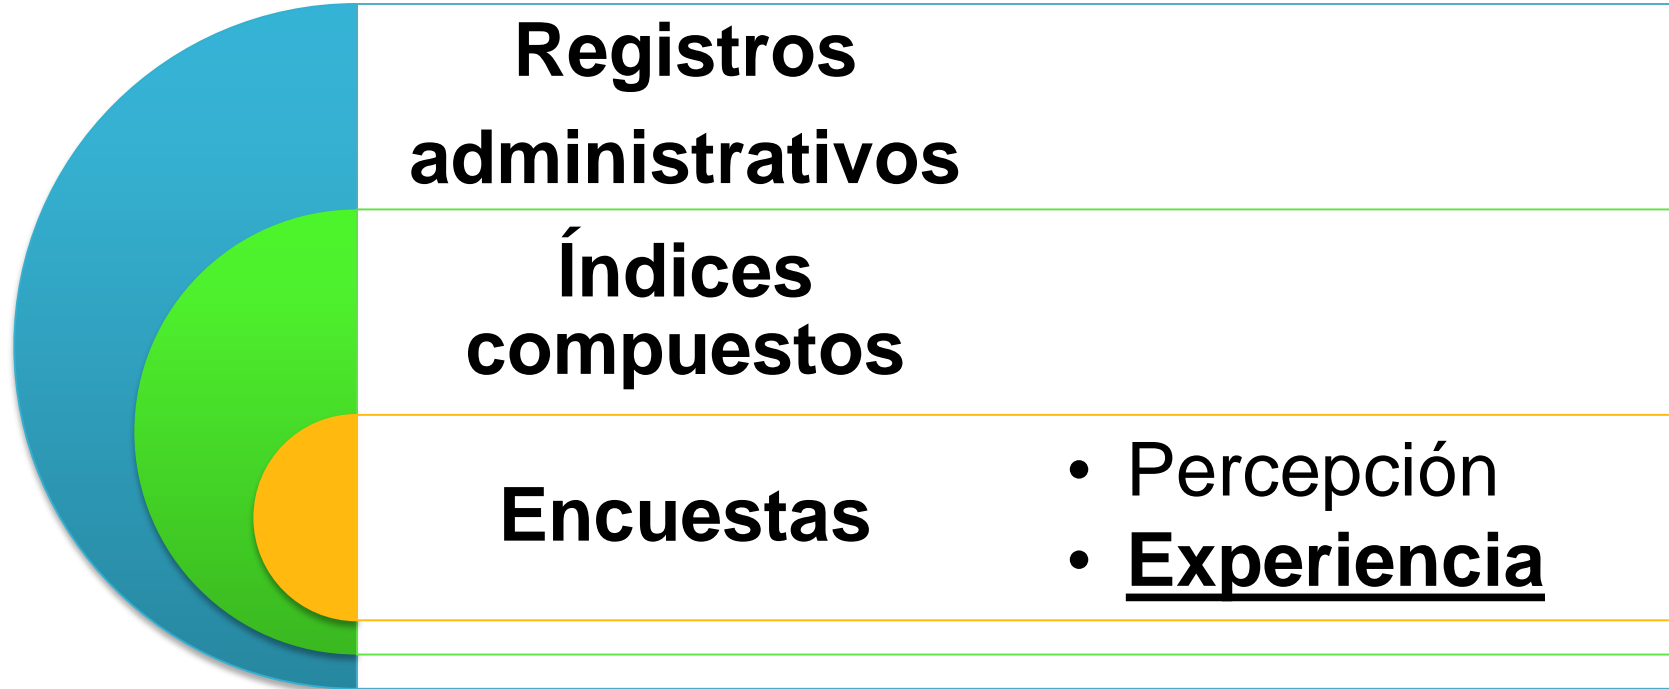 Registros
administrativos
Índices
compuestos
Encuestas
• Percepción
• Experiencia